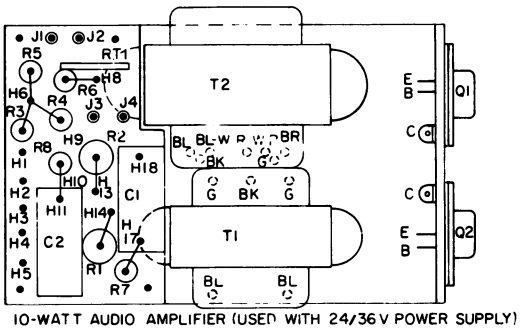 J1 J2
R5 RT1
R6 H8
H6
R4 J3 J4
R3
T2
E
B
Q1
C
H9 R2
H1 R8
BL BL-W R W R BR
BK G
H10 H 13 H18
H2
H11 C1
H3 H14
H4 C2
H 17
H5 R1
R7
G BK G
C
T1
E
B
Q2
BL BL
10-WATT AUDIO AMPLIFIER (USED WITH 24/36V POWER SUPPLY)